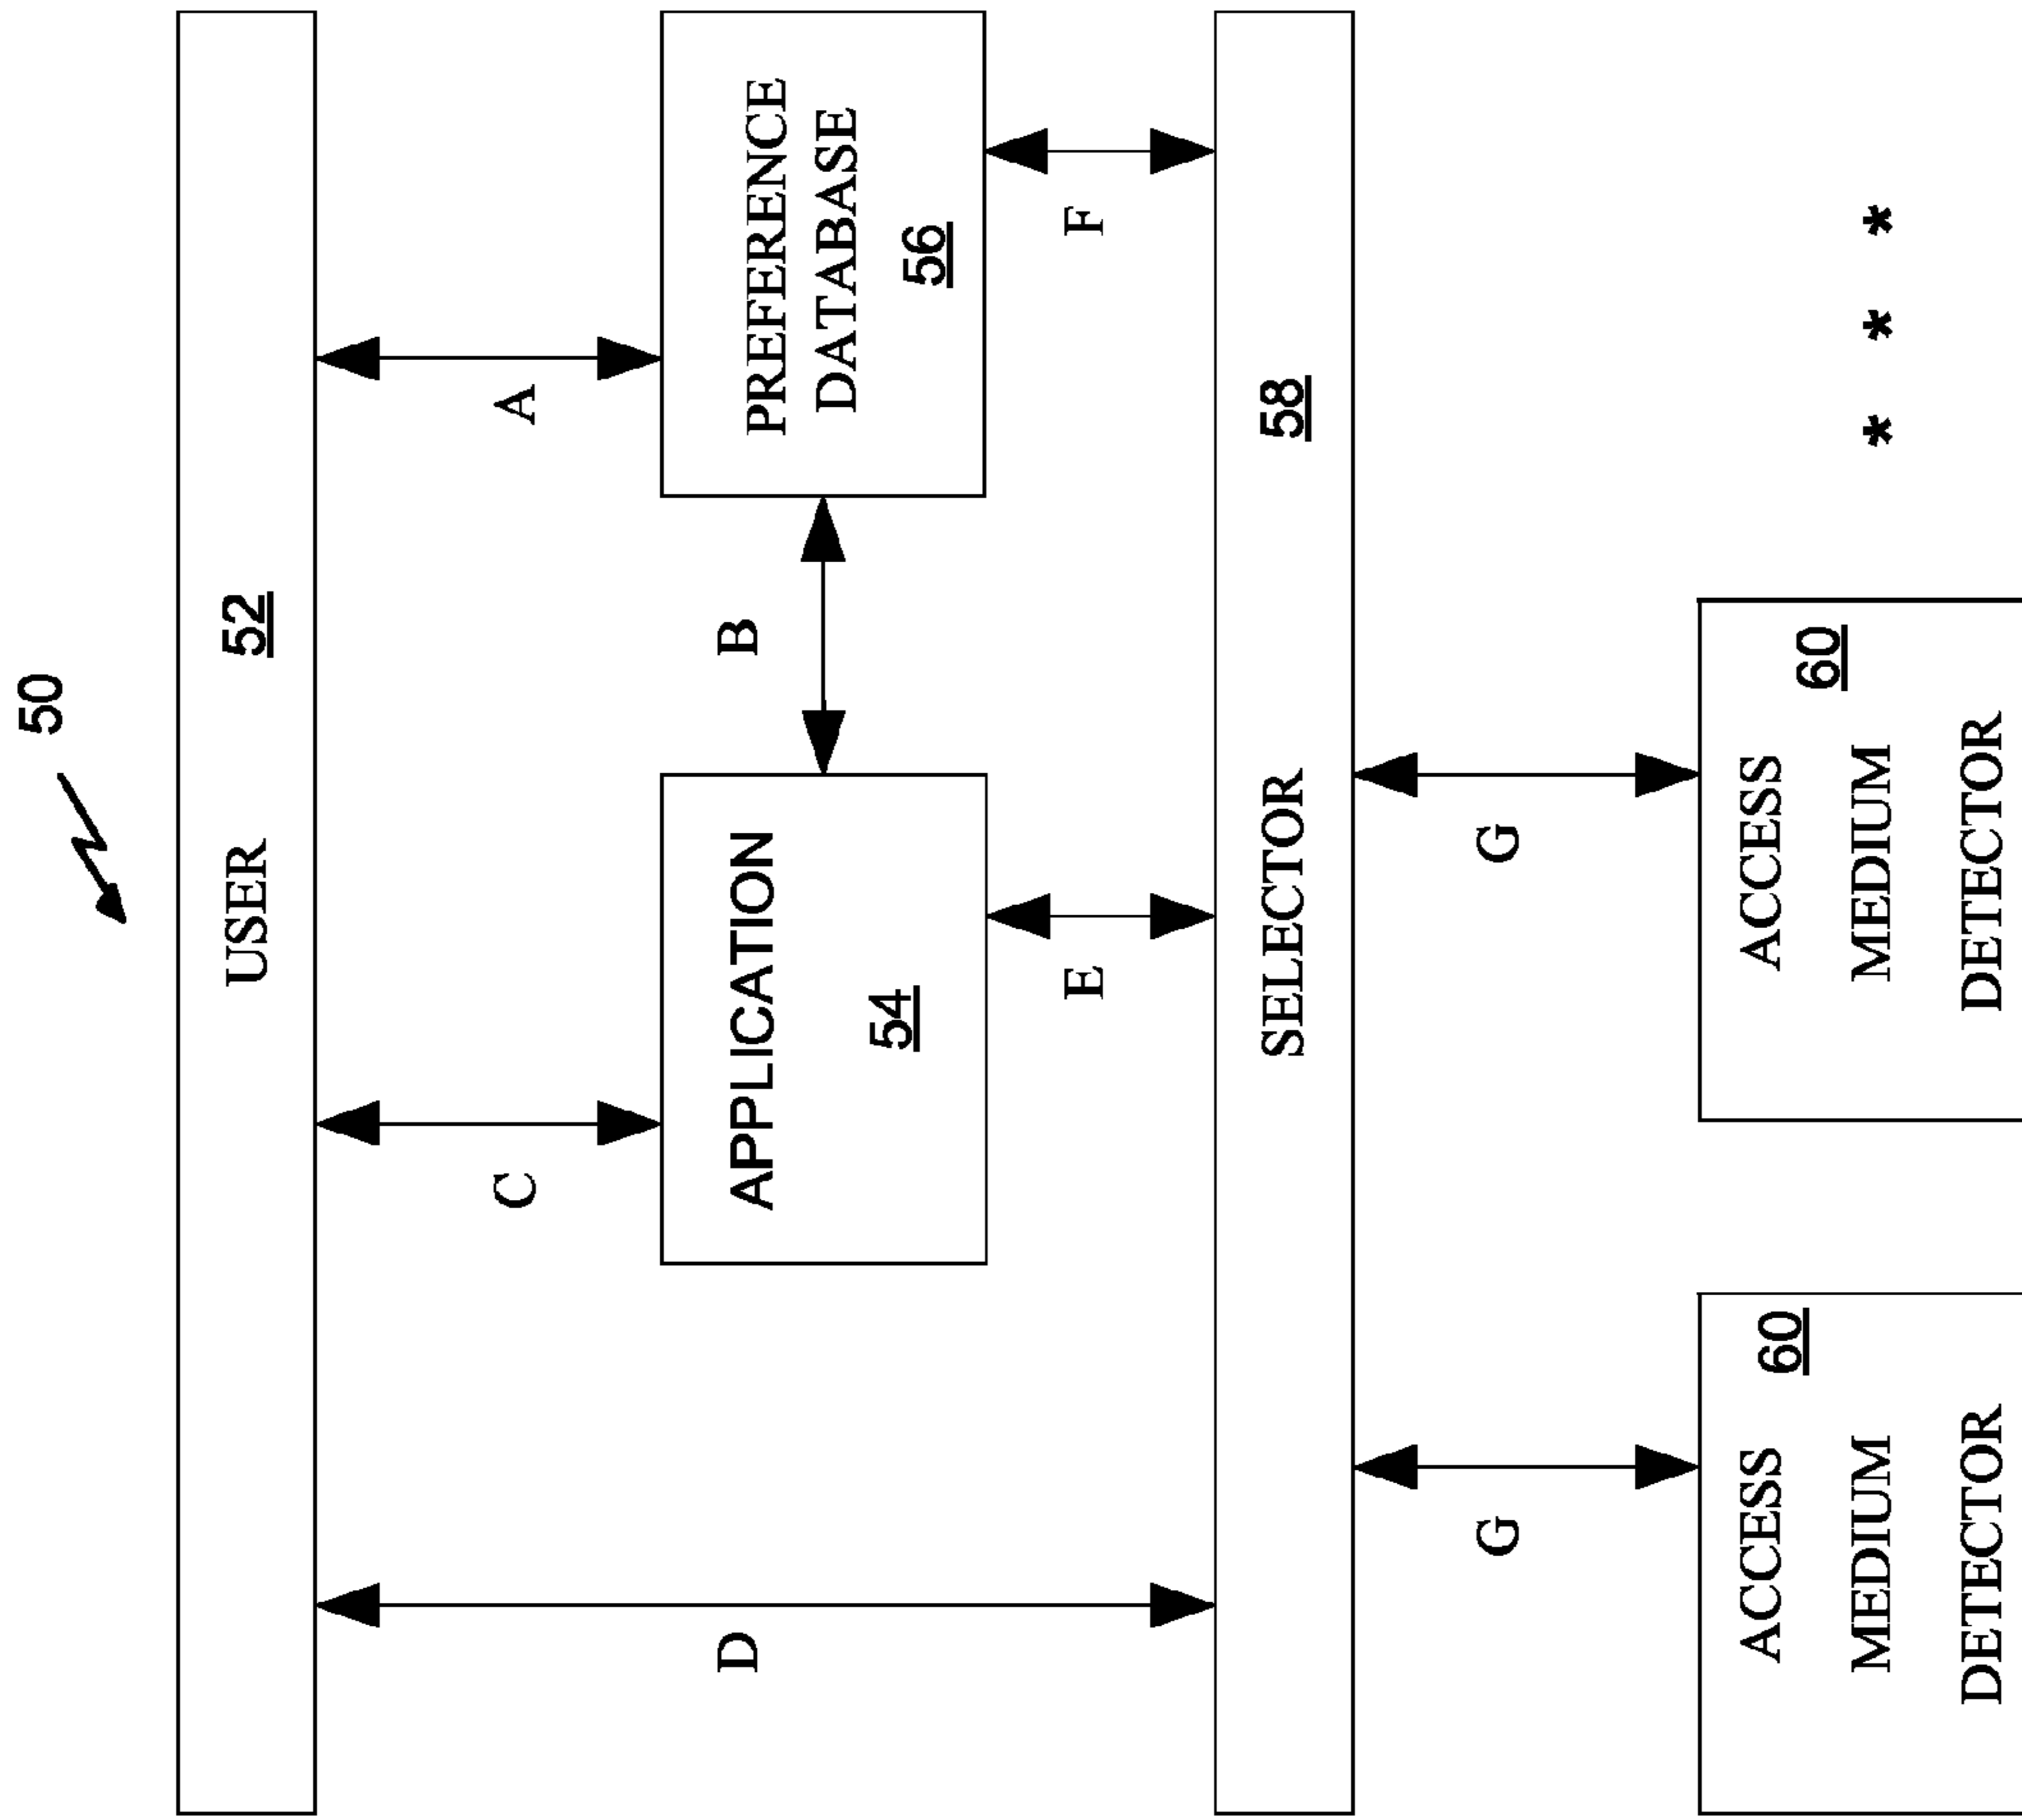 50
USER 52
C
A
D
APPLICATION
54
B
PREFERENCE
DATABASE
56
E
F
SELECTOR 58
G
G
ACCESS
60
MEDIUM
DETECTOR
ACCESS
60
MEDIUM
DETECTOR
* * *